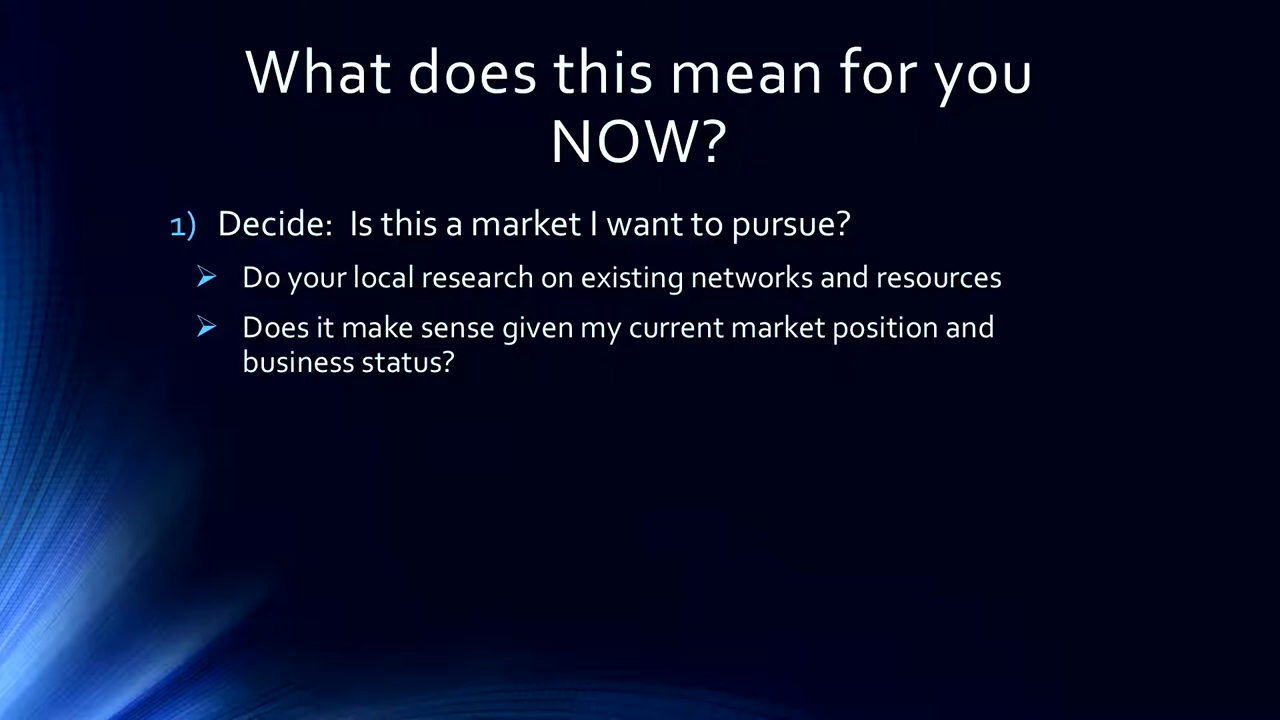 What does this mean for you
NOW?
1) Decide:  Is this a market I want to pursue?
➢ Do your local research on existing networks and resources
➢ Does it make sense given my current market position and
business status?